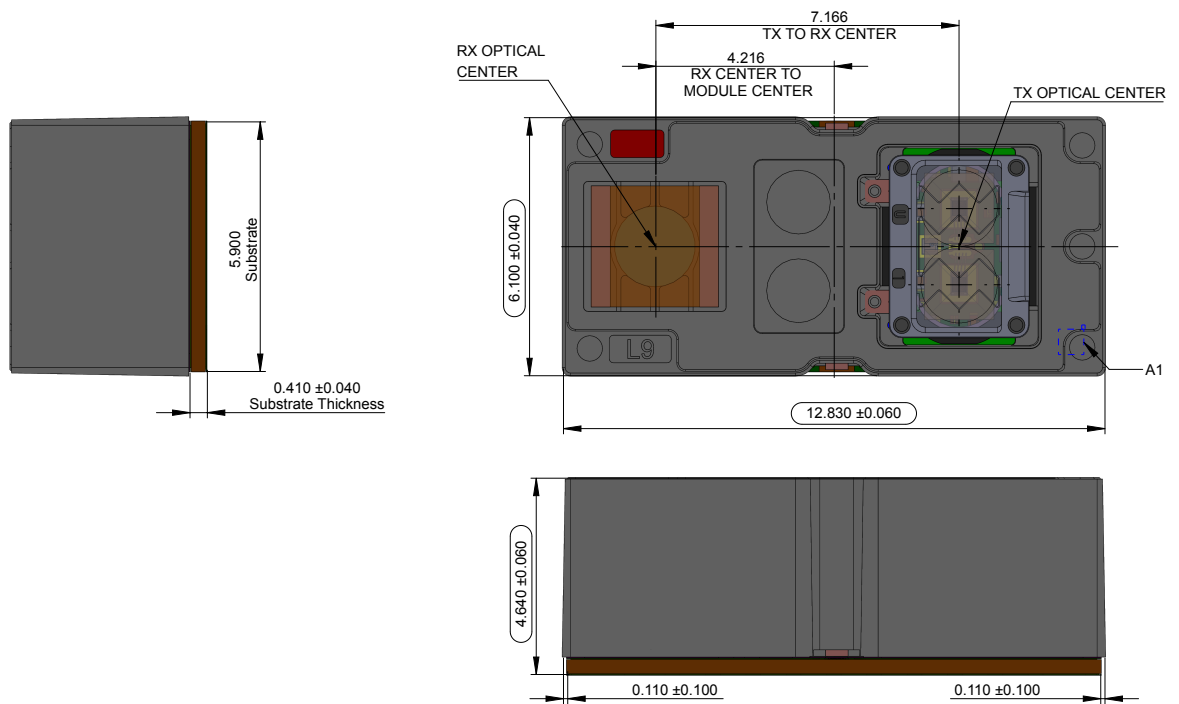 7.166
TX TO RX CENTER
RX OPTICAL
CENTER
4.216
RX CENTER TO
MODULE CENTER
TX OPTICAL CENTER
5.900
Substrate
6.100 ±0.040
0.410 ±0.040
Substrate Thickness
L9
A1
12.830 ±0.060
4.640 ±0.060
0.110 ±0.100
0.110 ±0.100